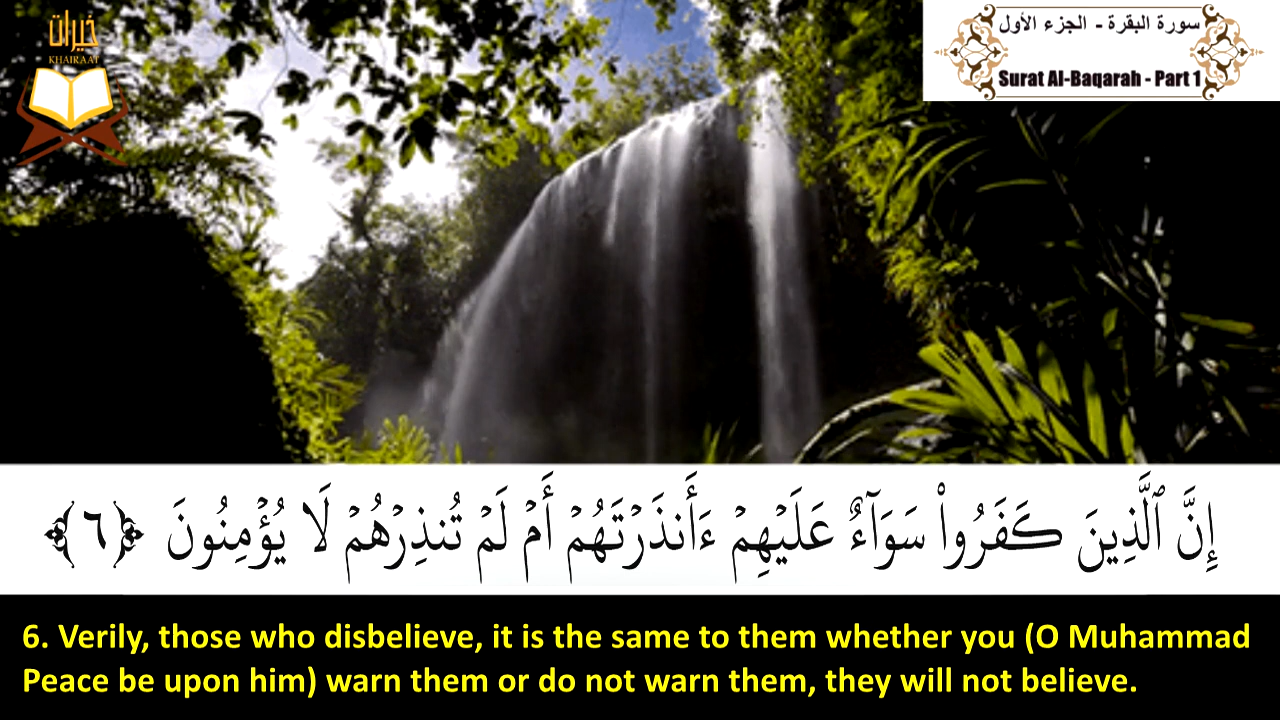 خيرات
KHAIRAAT
سورة البقرة - الجزء الأول
Surat Al-Baqarah - Part 1
إِنَّ ٱلَّذِينَ كَفَرُوا۟ سَوَآءٌ عَلَيْهِمْ ءَأَنذَرْتَهُمْ أَمْ لَمْ تُنذِرْهُمْ لَا يُؤْمِنُونَ ﴿٦﴾
6. Verily, those who disbelieve, it is the same to them whether you (O Muhammad
Peace be upon him) warn them or do not warn them, they will not believe.